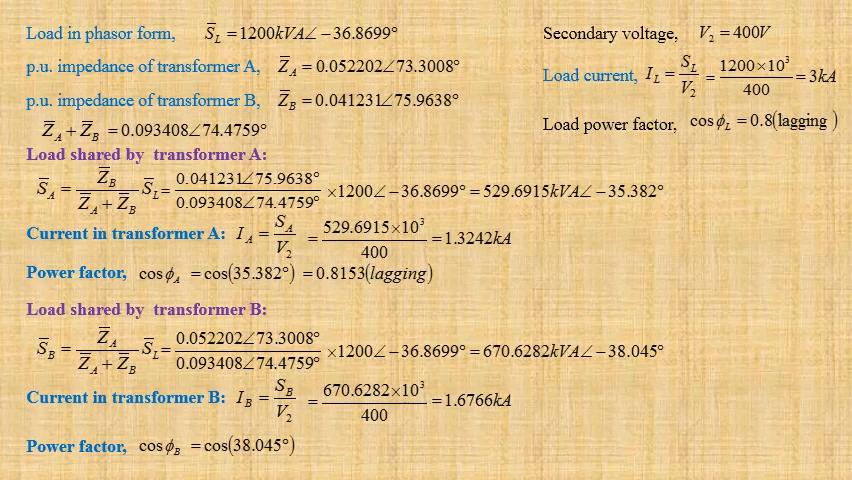 Load in phasor form, S̅_L = 1200kVA∠ − 36.8699°
p.u. impedance of transformer A, Z̅_A = 0.052202∠73.3008°
p.u. impedance of transformer B, Z̅_B = 0.041231∠75.9638°
Z̅_A + Z̅_B = 0.093408∠74.4759°
Secondary voltage, V_2 = 400V
Load current, I_L = S_L / V_2 = 1200×10^3 / 400 = 3kA
Load power factor, cos ϕ_L = 0.8(lagging )
Load shared by transformer A:
S̅_A = Z̅_B / (Z̅_A + Z̅_B) S̅_L = 0.041231∠75.9638° / 0.093408∠74.4759° ×1200∠ − 36.8699° = 529.6915kVA∠ − 35.382°
Current in transformer A: I_A = S_A / V_2 = 529.6915×10^3 / 400 = 1.3242kA
Power factor, cos ϕ_A = cos(35.382°) = 0.8153(lagging)
Load shared by transformer B:
S̅_B = Z̅_A / (Z̅_A + Z̅_B) S̅_L = 0.052202∠73.3008° / 0.093408∠74.4759° ×1200∠ − 36.8699° = 670.6282kVA∠ − 38.045°
Current in transformer B: I_B = S_B / V_2 = 670.6282×10^3 / 400 = 1.6766kA
Power factor, cos ϕ_B = cos(38.045°)